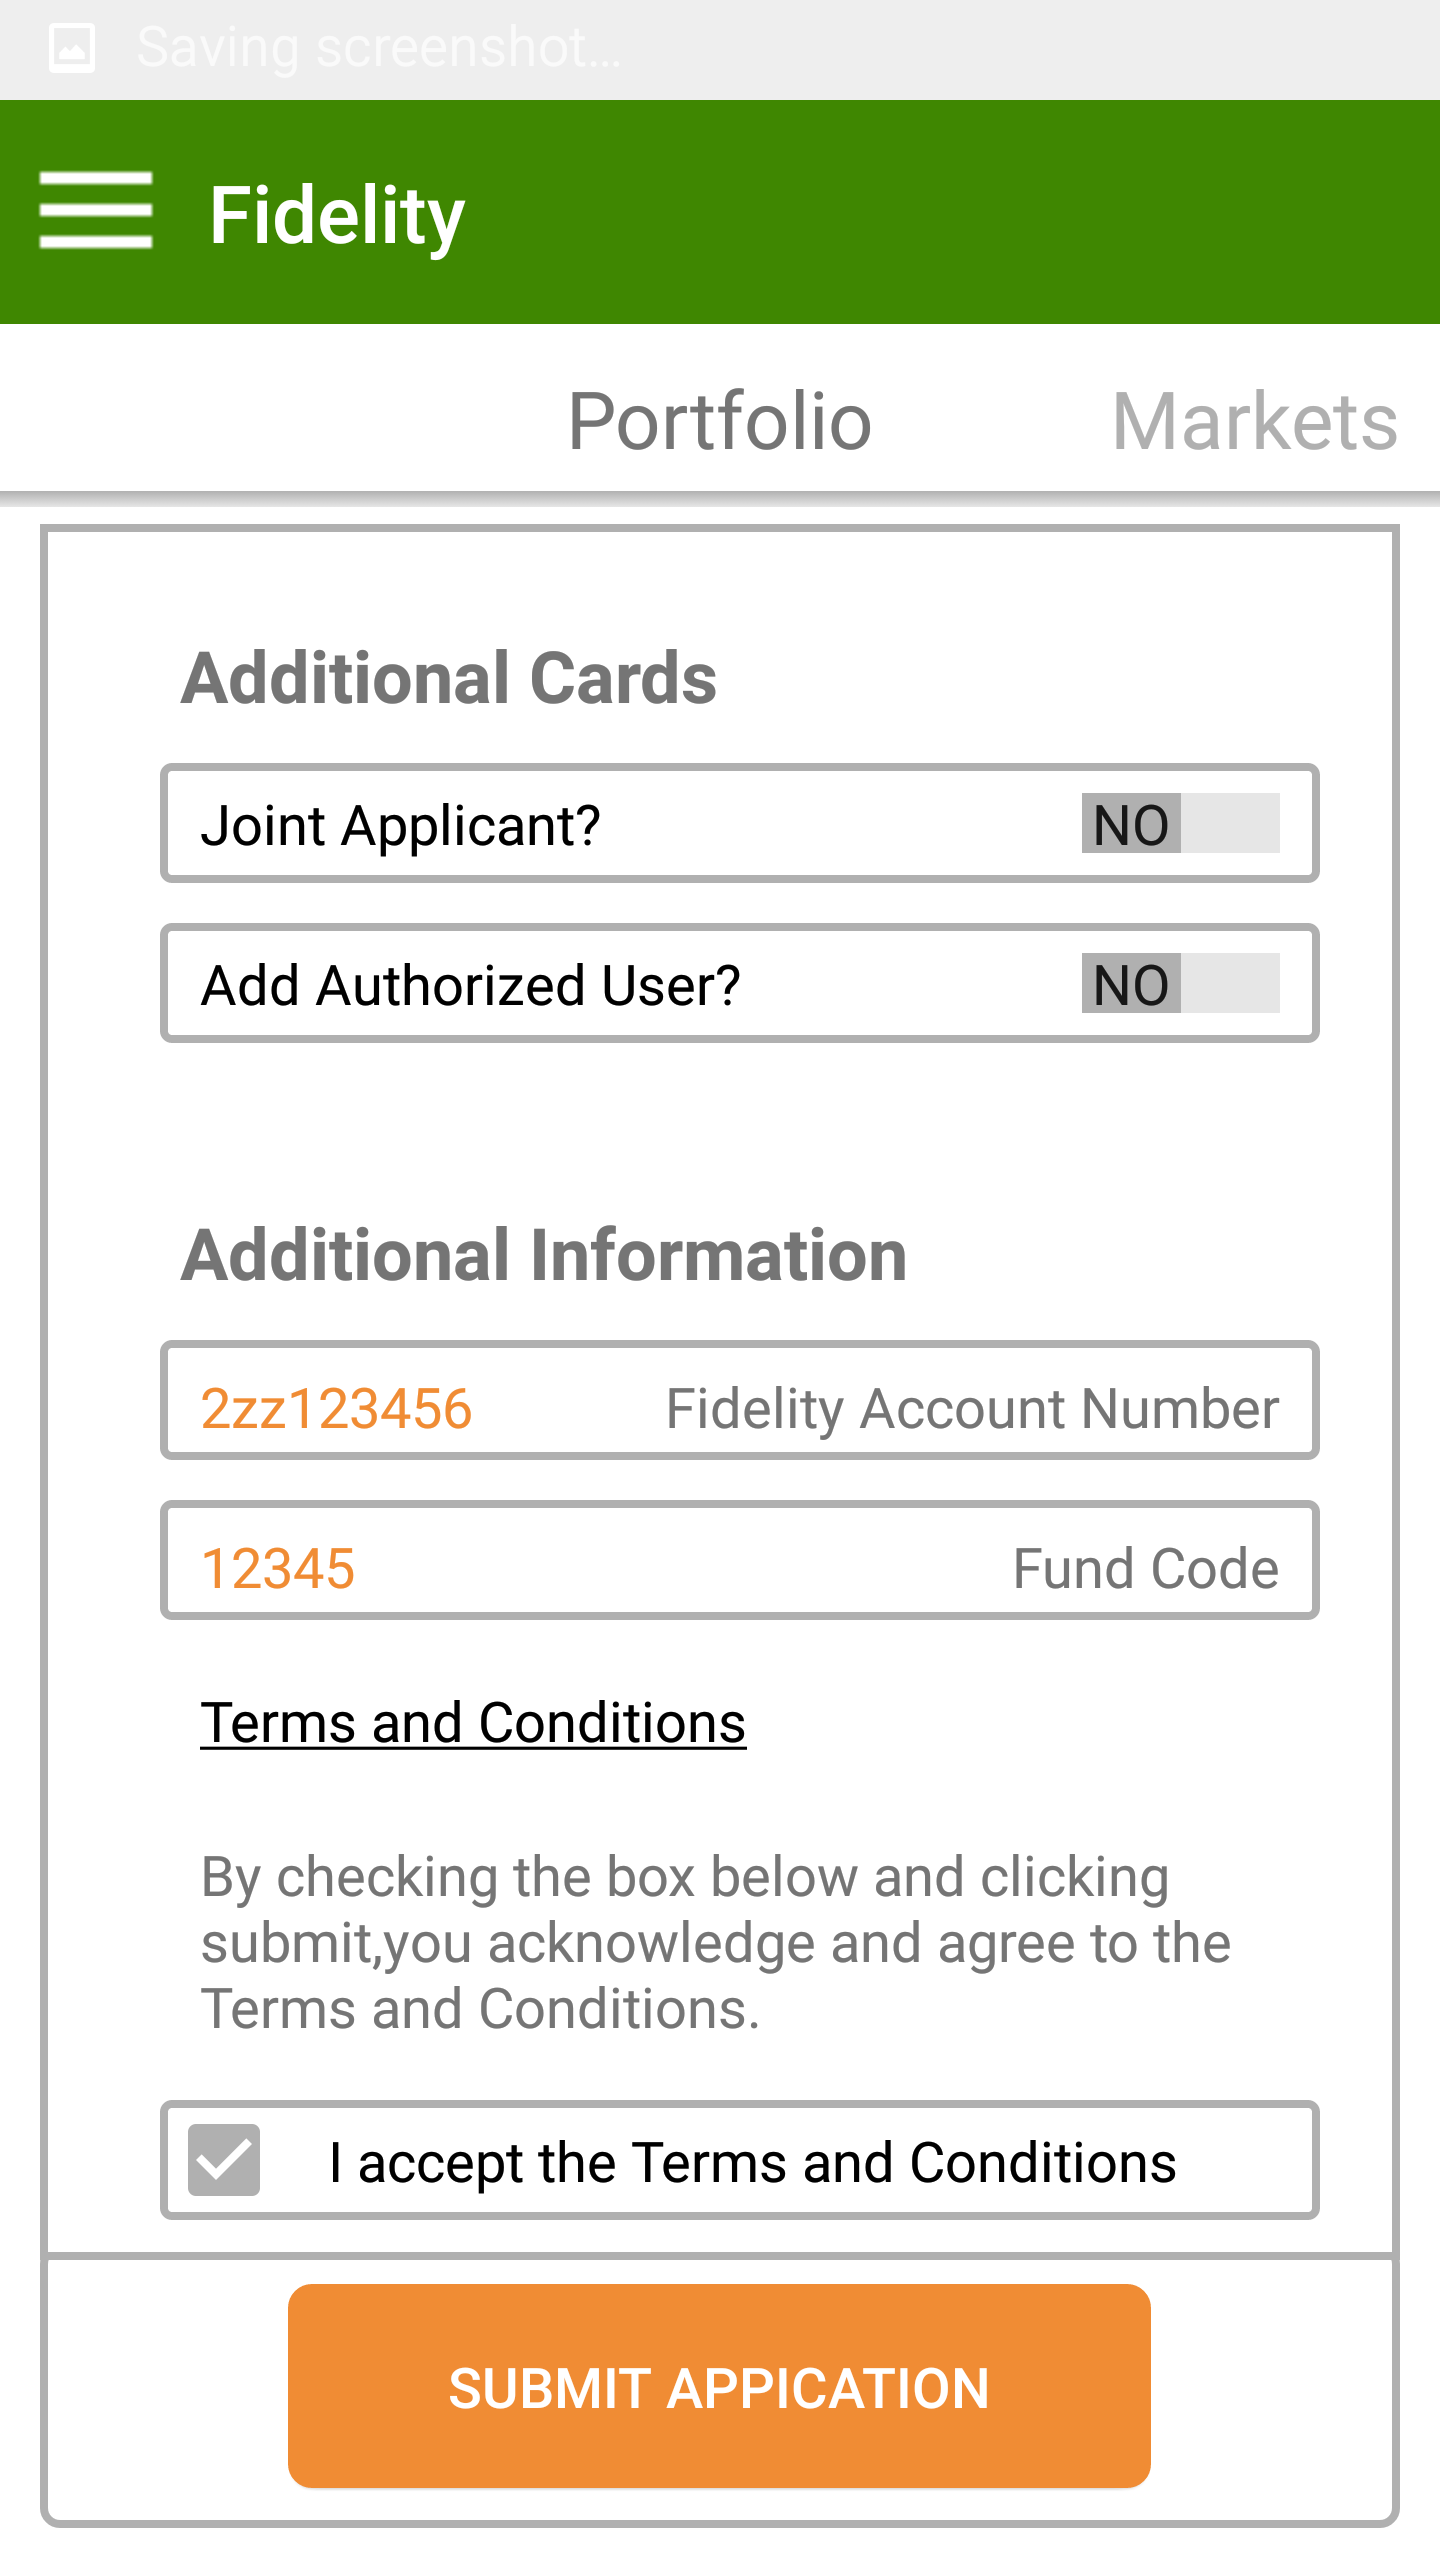 Saving screenshot...
Fidelity
Portfolio Markets
Additional Cards
Joint Applicant? NO
Add Authorized User? NO
Additional Information
2zz123456 Fidelity Account Number
12345 Fund Code
Terms and Conditions
By checking the box below and clicking
submit,you acknowledge and agree to the
Terms and Conditions.
I accept the Terms and Conditions
SUBMIT APPICATION